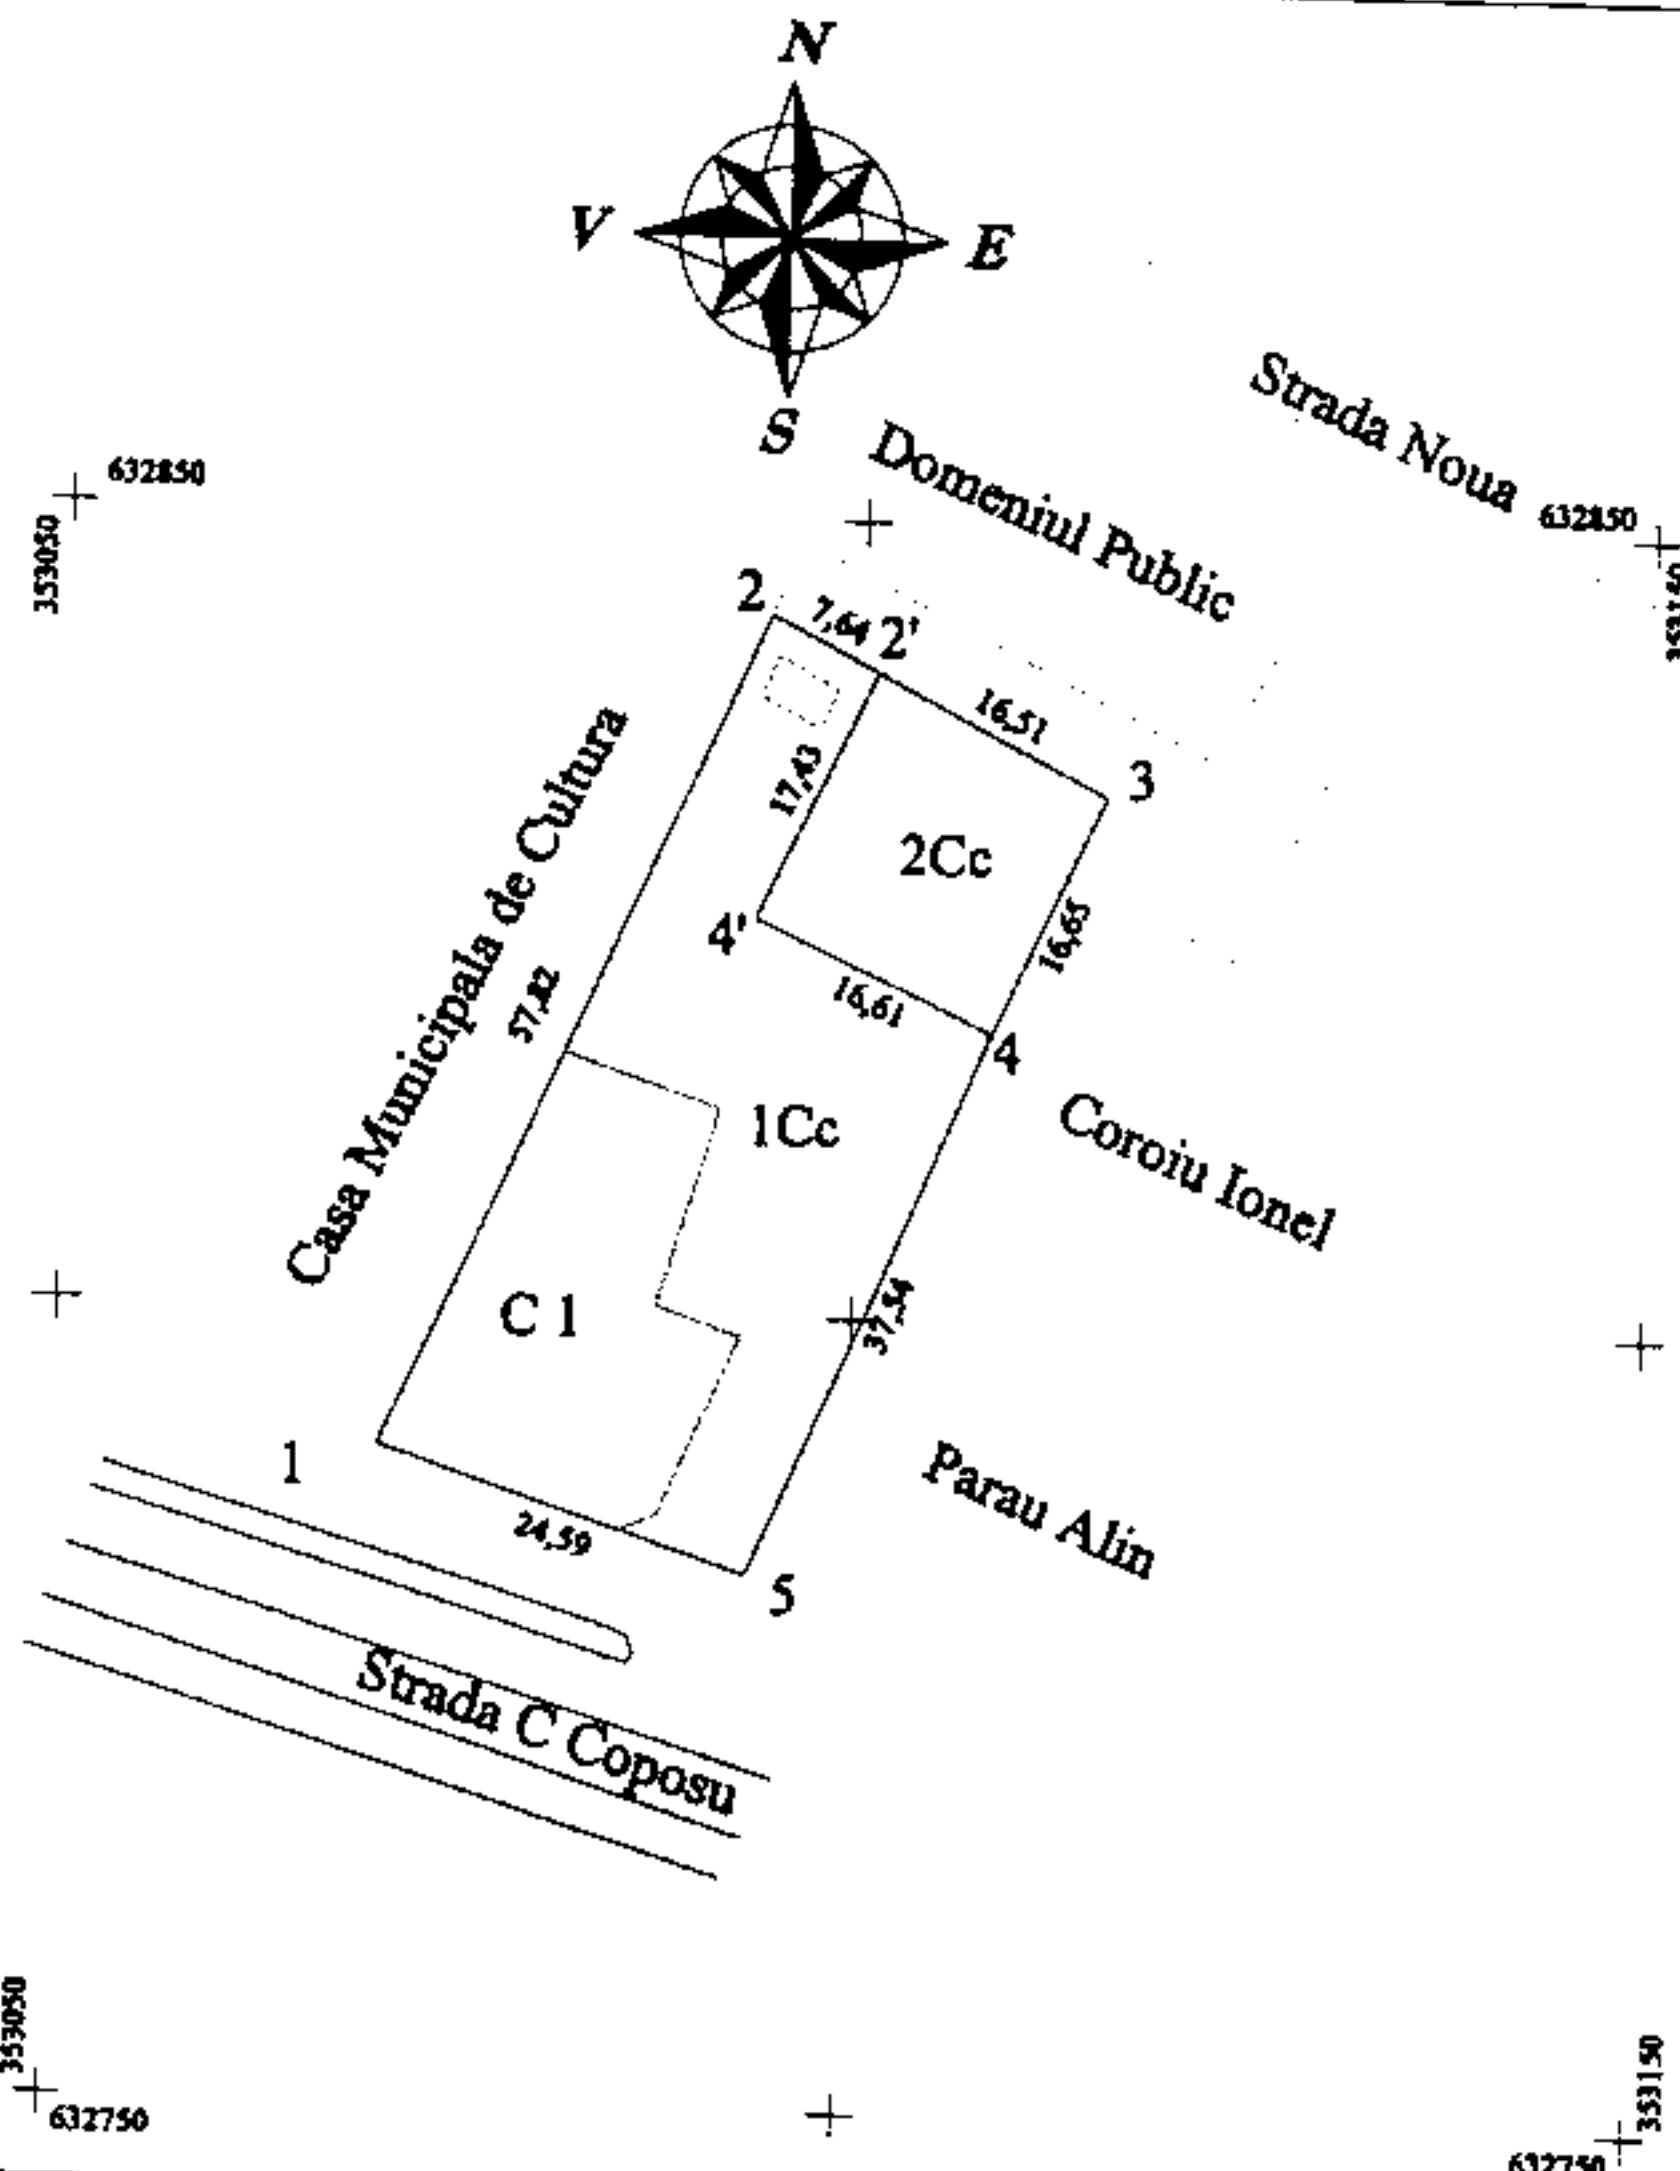 N
V
E
S
Strada Noua
Domeniul Public
632850
632850
353050
2
7,64
2'
16,51
3
17,43
2Cc
Casa Municipala de Cultura
4'
16,65
16,61
57,82
4
1Cc
Coroiu Ionel
C 1
37,54
1
Parau Alin
24,59
5
Strada C Coposu
353050
632750
353150
632750